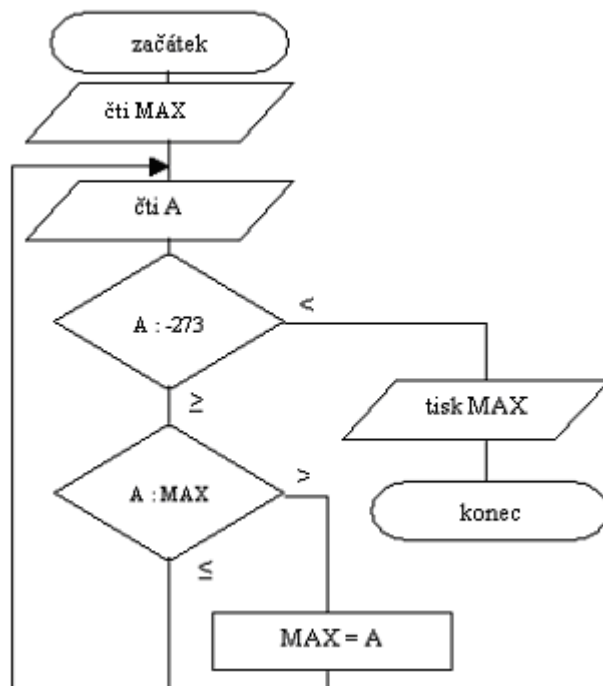 začátek
čti MAX
čti A
A : -273
<
≥
tisk MAX
A : MAX
>
konec
≤
MAX = A